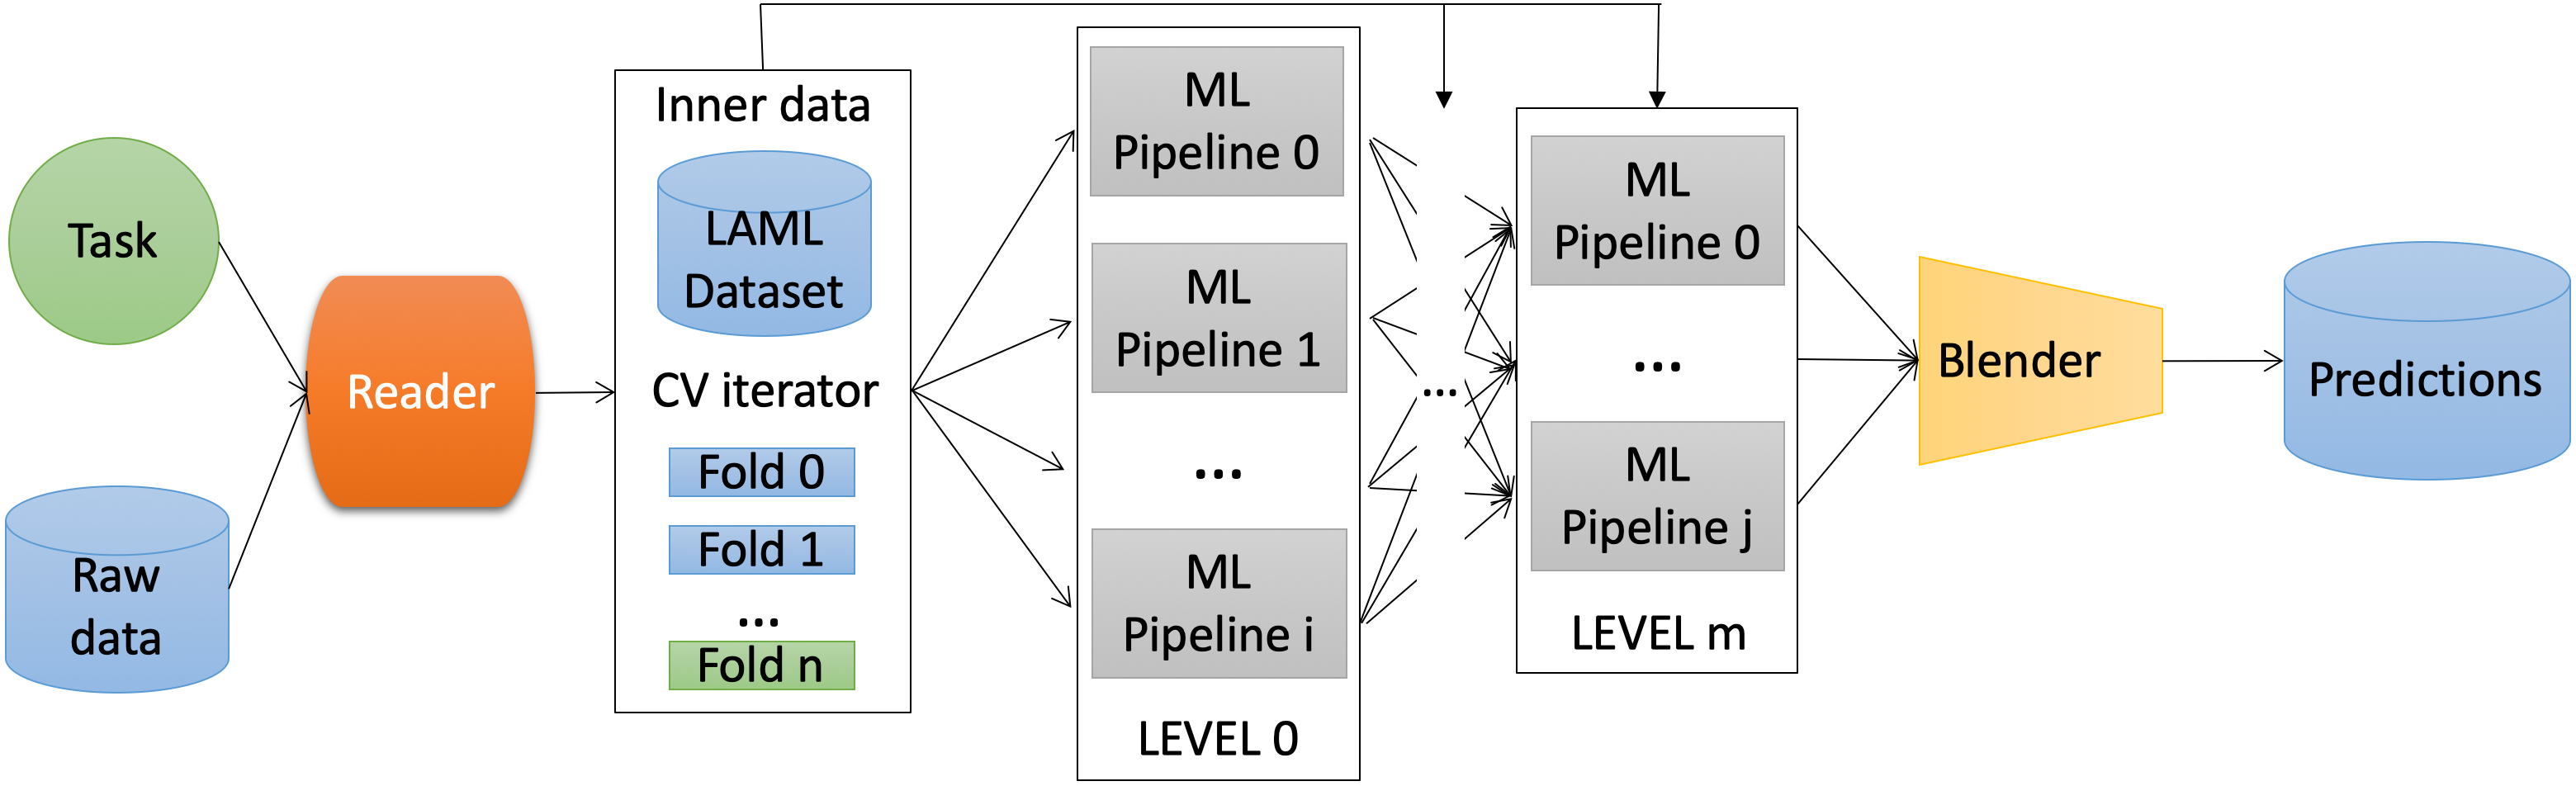 Task
Raw
data
Reader
Inner data
LAML
Dataset
CV iterator
Fold 0
Fold 1
...
Fold n
ML
Pipeline 0
ML
Pipeline 1
...
ML
Pipeline i
LEVEL 0
...
ML
Pipeline 0
...
ML
Pipeline j
LEVEL m
Blender
Predictions